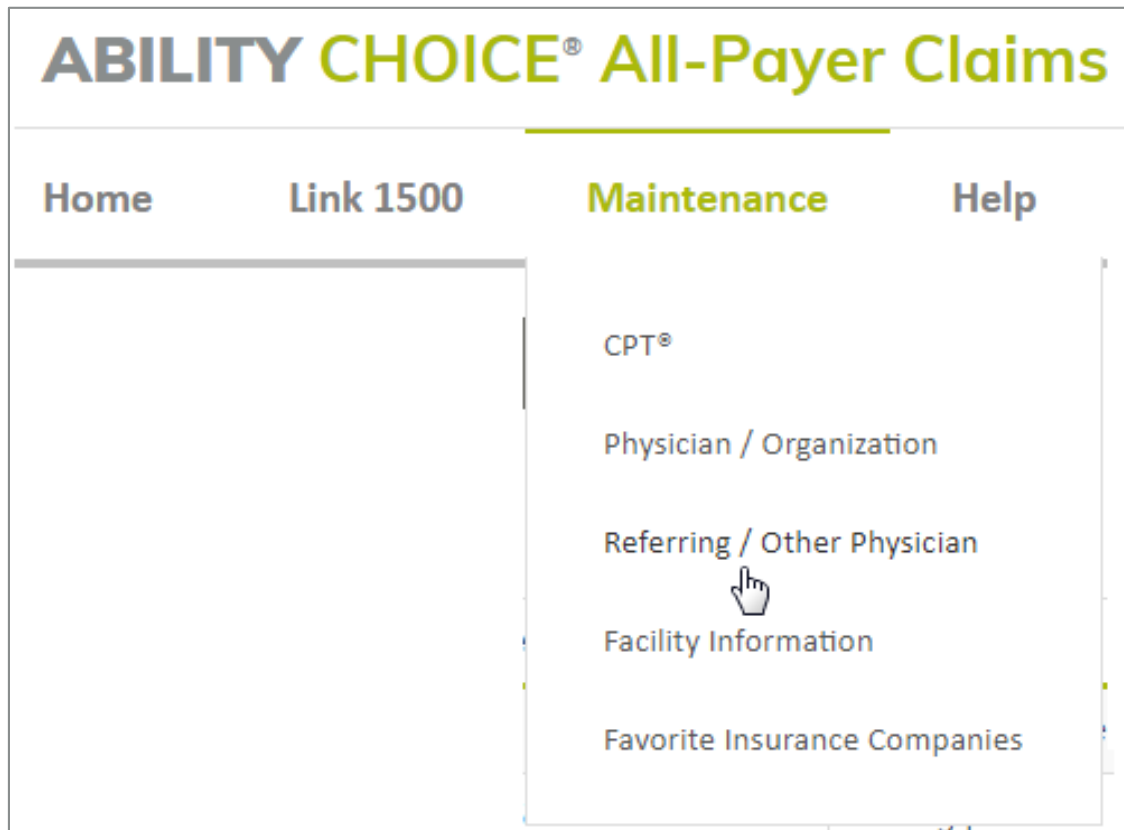 ABILITY CHOICE® All-Payer Claims
Home Link 1500 Maintenance Help
CPT®
Physician / Organization
Referring / Other Physician
Facility Information
Favorite Insurance Companies